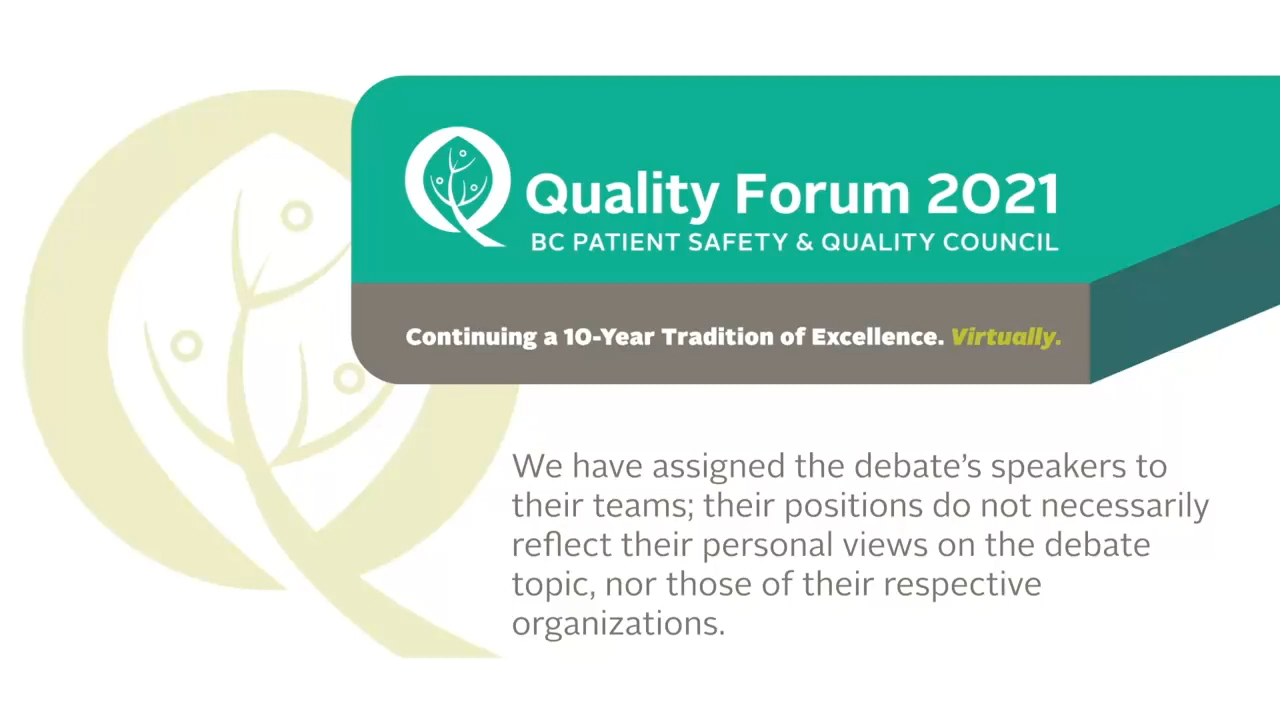 Quality Forum 2021
BC PATIENT SAFETY & QUALITY COUNCIL
Continuing a 10-Year Tradition of Excellence. Virtually.
We have assigned the debate’s speakers to
their teams; their positions do not necessarily
reflect their personal views on the debate
topic, nor those of their respective
organizations.